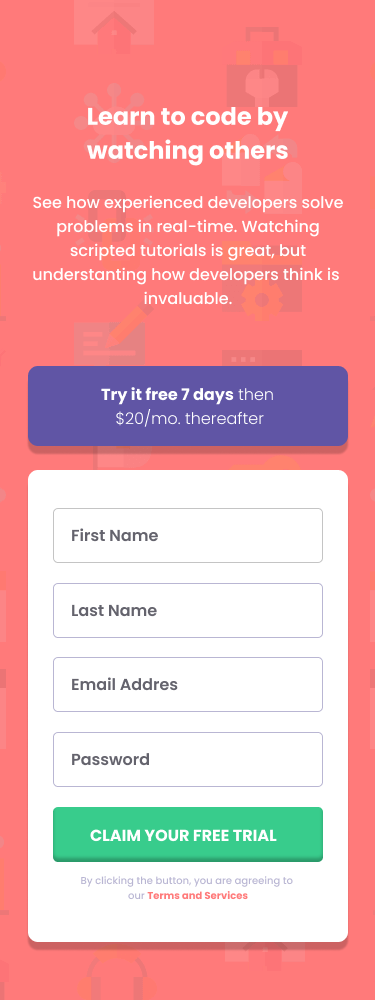 Learn to code by
watching others
See how experienced developers solve
problems in real-time. Watching
scripted tutorials is great, but
understanding how developers think is
invaluable.
Try it free 7 days then
$20/mo. thereafter
First Name
Last Name
Email Addres
Password
CLAIM YOUR FREE TRIAL
By clicking the button, you are agreeing to
our Terms and Services